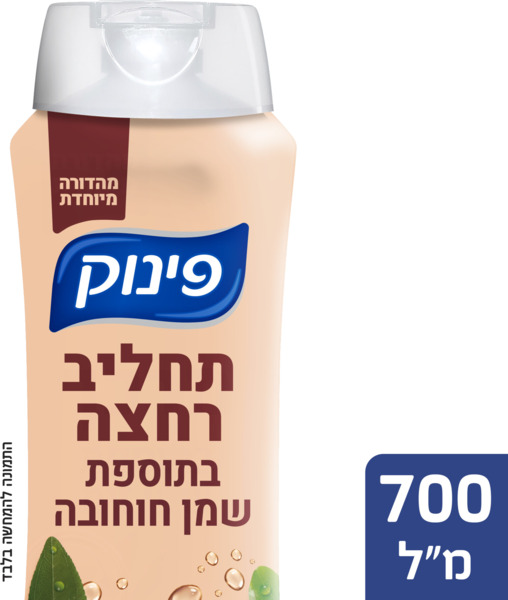 מהדורה
מיוחדת
פינוק
תחליב
רחצה
בתוספת
שמן חוחובה
700
מ"ל
התמונה להמחשה בלבד